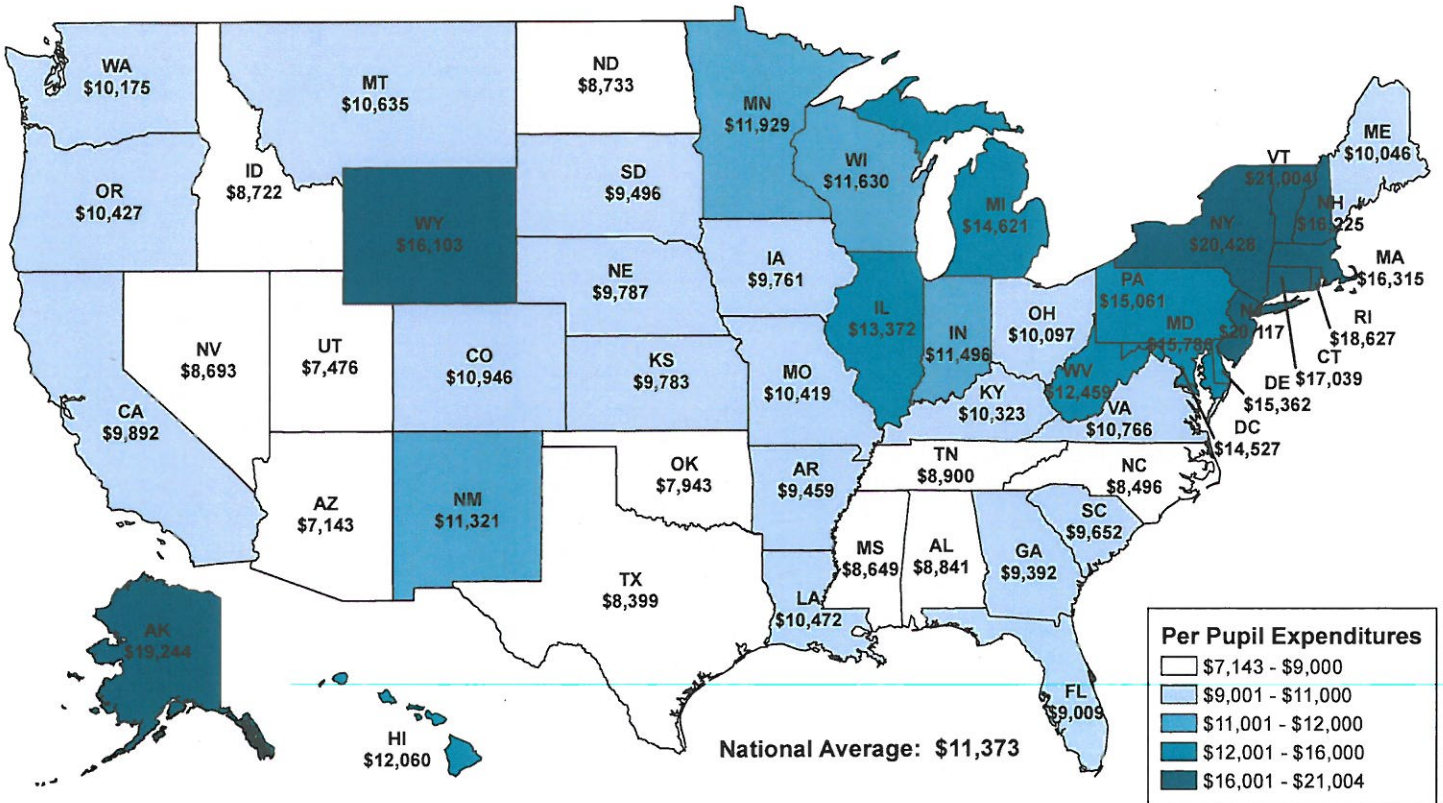 WA
$10,175
MT
$10,635
ND
$8,733
MN
$11,929
ME
$10,046
VT
$21,004
ID
$8,722
SD
$9,496
WI
$11,630
OR
$10,427
WY
$16,103
MI
$14,621
NH
$16,225
NY
$20,428
MA
$16,315
IA
$9,761
NE
$9,787
PA
$15,061
RI
$18,627
IL
$13,372
OH
$10,097
MD
NJ
$20,117
NV
$8,693
UT
$7,476
CO
$10,946
KS
$9,783
MO
$10,419
IN
$11,496
CT
$17,039
WV
$12,459
DE
$15,362
CA
$9,892
KY
$10,323
VA
$10,766
DC
$14,527
AZ
$7,143
NM
$11,321
OK
$7,943
AR
$9,459
TN
$8,900
NC
$8,496
SC
$9,652
MS
$8,649
AL
$8,841
GA
$9,392
TX
$8,399
LA
$10,472
AK
$19,244
FL
$9,009
HI
$12,060
National Average: $11,373
Per Pupil Expenditures
$7,143 - $9,000
$9,001 - $11,000
$11,001 - $12,000
$12,001 - $16,000
$16,001 - $21,004